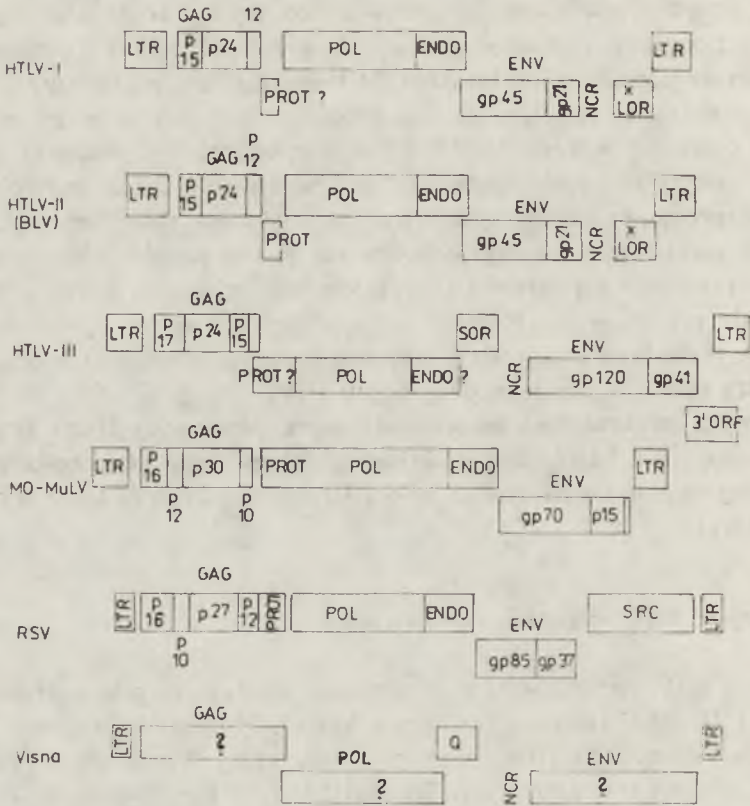 GAG 12
HTLV-I LTR p 15 p24 POL ENDO ENV LTR
PROT ? gp45 gp21 NCR * LOR
GAG p 12
HTLV-II (BLV) LTR p 15 p24 POL ENDO ENV LTR
PROT gp45 gp21 NCR * LOR
GAG
HTLV-III LTR p 17 p24 p 15 SOR ENV LTR
PROT? POL ENDO ? NCR gp120 gp41
3' ORF
GAG
MO-MuLV LTR p 16 p30 PROT POL ENDO ENV LTR
p 12 p 10 gp70 p15
GAG
RSV LTR p 16 p27 p 12 PROT POL ENDO ENV SRC LTR
p 10 gp85 gp37
GAG
Visna LTR ? POL Q ENV LTR
? NCR ?